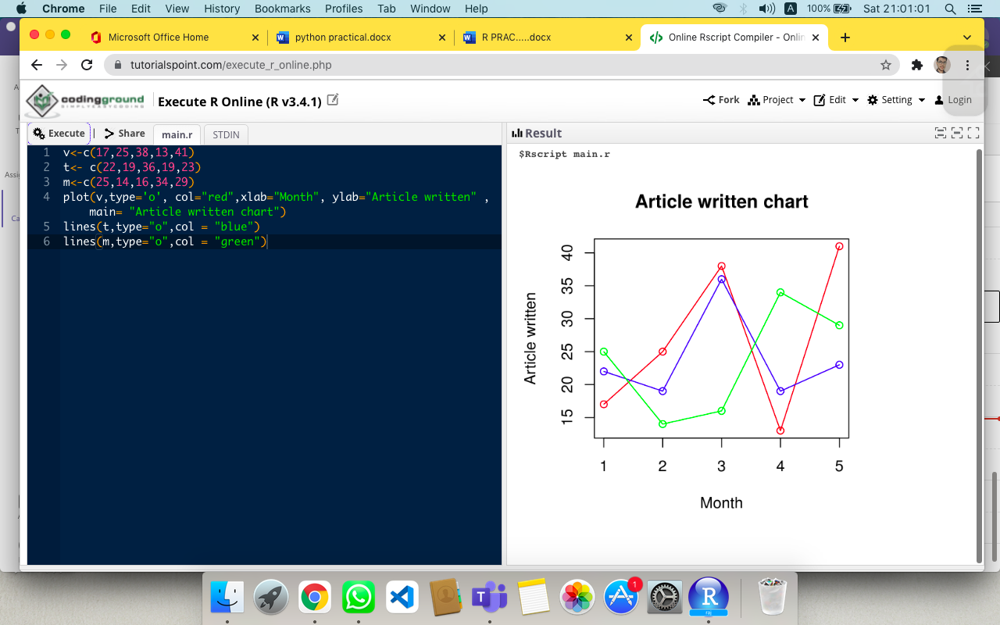 Chrome File Edit View History Bookmarks Profiles Tab Window Help A 100% Sat 21:01:01
Microsoft Office Home python practical.docx R PRAC.....docx Online Rscript Compiler - Onlin
tutorialspoint.com/execute_r_online.php
codingground
SIMPLYEASYCODING
Execute R Online (R v3.4.1)
Fork Project Edit Setting Login
Execute | Share main.r STDIN
1 v<-c(17,25,38,13,41)
2 t<- c(22,19,36,19,23)
3 m<-c(25,14,16,34,29)
4 plot(v,type='o', col="red",xlab="Month", ylab="Article written" ,
main= "Article written chart")
5 lines(t,type="o",col = "blue")
6 lines(m,type="o",col = "green")
Result
$Rscript main.r
Article written chart
Article written
40
35
30
25
20
15
1 2 3 4 5
Month
W W W
Assig
Ca
T
1
R
raj